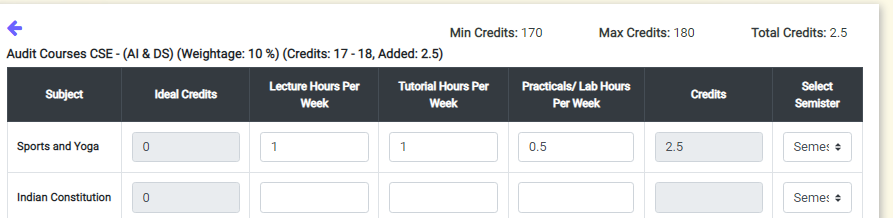 Min Credits: 170 Max Credits: 180 Total Credits: 2.5
Audit Courses CSE - (AI & DS) (Weightage: 10 %) (Credits: 17 - 18, Added: 2.5)
Subject Ideal Credits Lecture Hours Per Week Tutorial Hours Per Week Practicals/ Lab Hours Per Week Credits Select Semister
Sports and Yoga 0 1 1 0.5 2.5 Semes
Indian Constitution 0 Semes